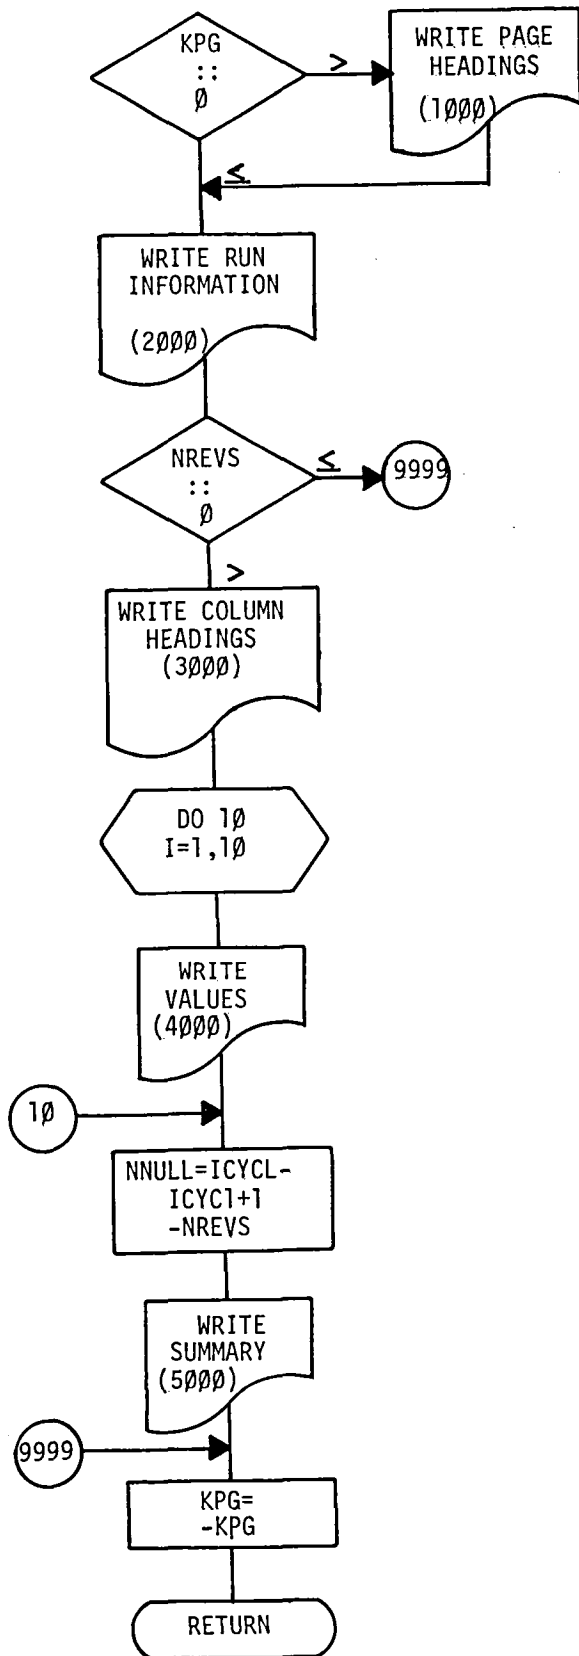 KPG
::
Ø
>
WRITE PAGE
HEADINGS
(1ØØØ)
≤
WRITE RUN
INFORMATION
(2ØØØ)
NREVS
::
Ø
≤
9999
>
WRITE COLUMN
HEADINGS
(3ØØØ)
DO 1Ø
I=1,1Ø
WRITE
VALUES
(4ØØØ)
1Ø
NNULL=ICYCL-
ICYC1+1
-NREVS
WRITE
SUMMARY
(5ØØØ)
9999
KPG=
-KPG
RETURN